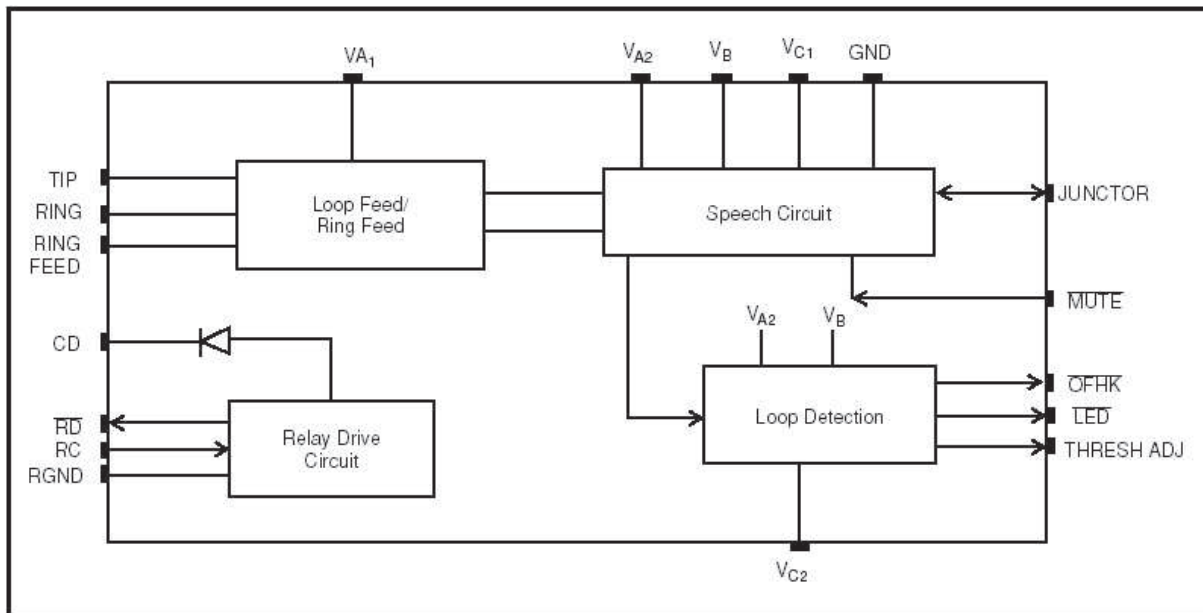 VA1
VA2
VB
VC1
GND
TIP
RING
RING
FEED
Loop Feed/
Ring Feed
Speech Circuit
JUNCTOR
MUTE
CD
VA2
VB
RD
RC
RGND
Relay Drive
Circuit
Loop Detection
OFHK
LED
THRESH ADJ
VC2